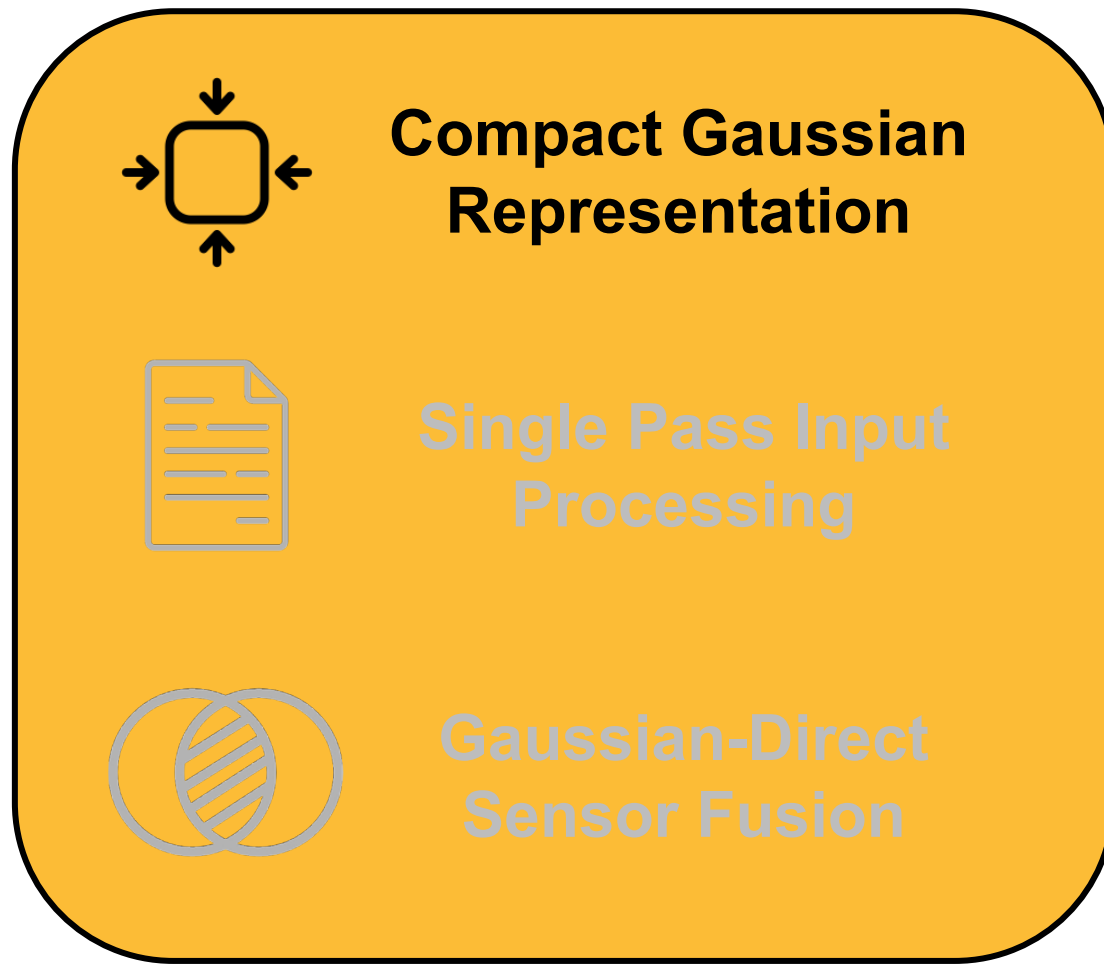 Compact Gaussian
Representation
Single Pass Input
Processing
Gaussian-Direct
Sensor Fusion